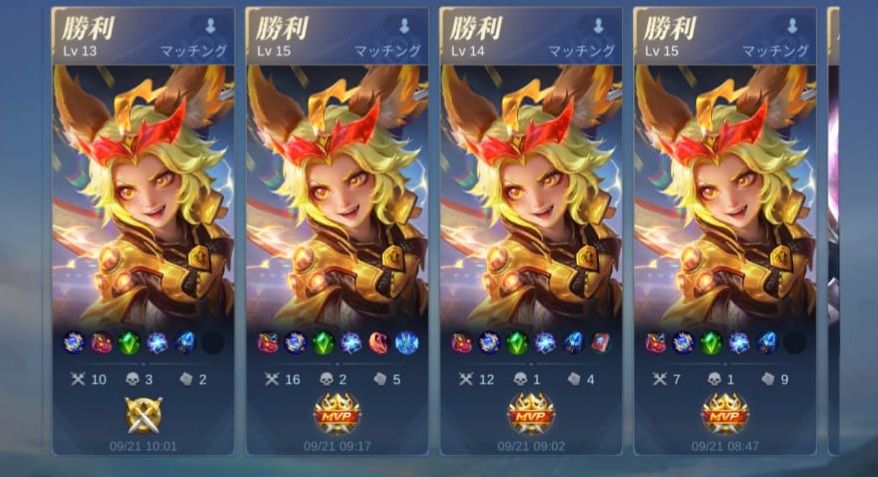 勝利
Lv 13 マッチング
10 3 2
09/21 10:01
勝利
Lv 15 マッチング
16 2 5
MVP
09/21 09:17
勝利
Lv 14 マッチング
12 1 4
MVP
09/21 09:02
勝利
Lv 15 マッチング
7 1 9
MVP
09/21 08:47